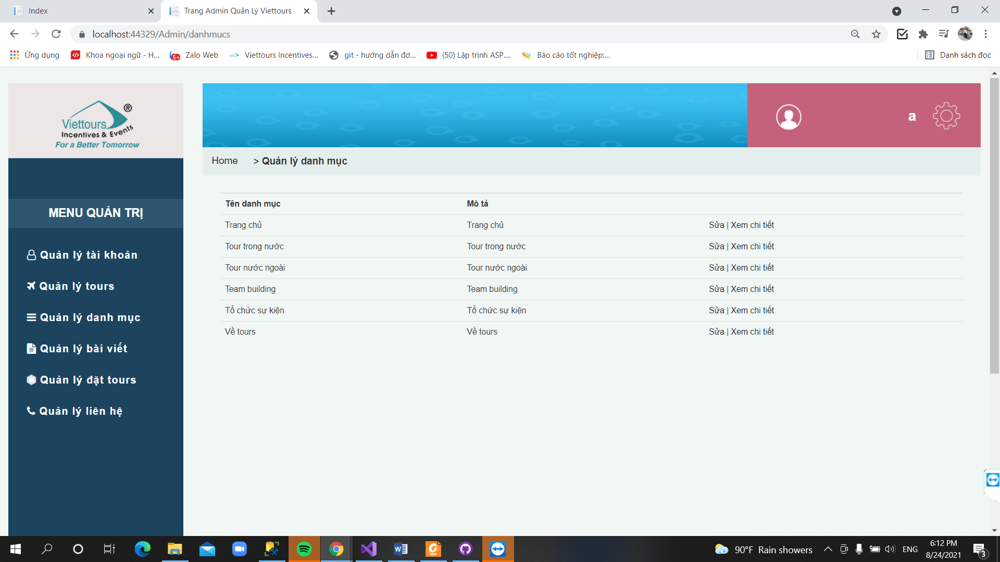 Index
Trang Admin Quản Lý Viettours
localhost:44329/Admin/danhmucs
Ứng dụng
Khoa ngoại ngữ - H...
Zalo Web
Viettours Incentives...
git - hướng dẫn đơ...
(50) Lập trình ASP....
Báo cáo tốt nghiệp:...
Danh sách đọc
5+
®
Viettours
Incentives & Events
For a Better Tomorrow
a
Home > Quản lý danh mục
MENU QUẢN TRỊ
Quản lý tài khoản
Quản lý tours
Quản lý danh mục
Quản lý bài viết
Quản lý đặt tours
Quản lý liên hệ
Tên danh mục Mô tả
Trang chủ Trang chủ Sửa | Xem chi tiết
Tour trong nước Tour trong nước Sửa | Xem chi tiết
Tour nước ngoài Tour nước ngoài Sửa | Xem chi tiết
Team building Team building Sửa | Xem chi tiết
Tổ chức sự kiện Tổ chức sự kiện Sửa | Xem chi tiết
Về tours Về tours Sửa | Xem chi tiết
PDF
90°F Rain showers
ENG
6:12 PM
8/24/2021
3